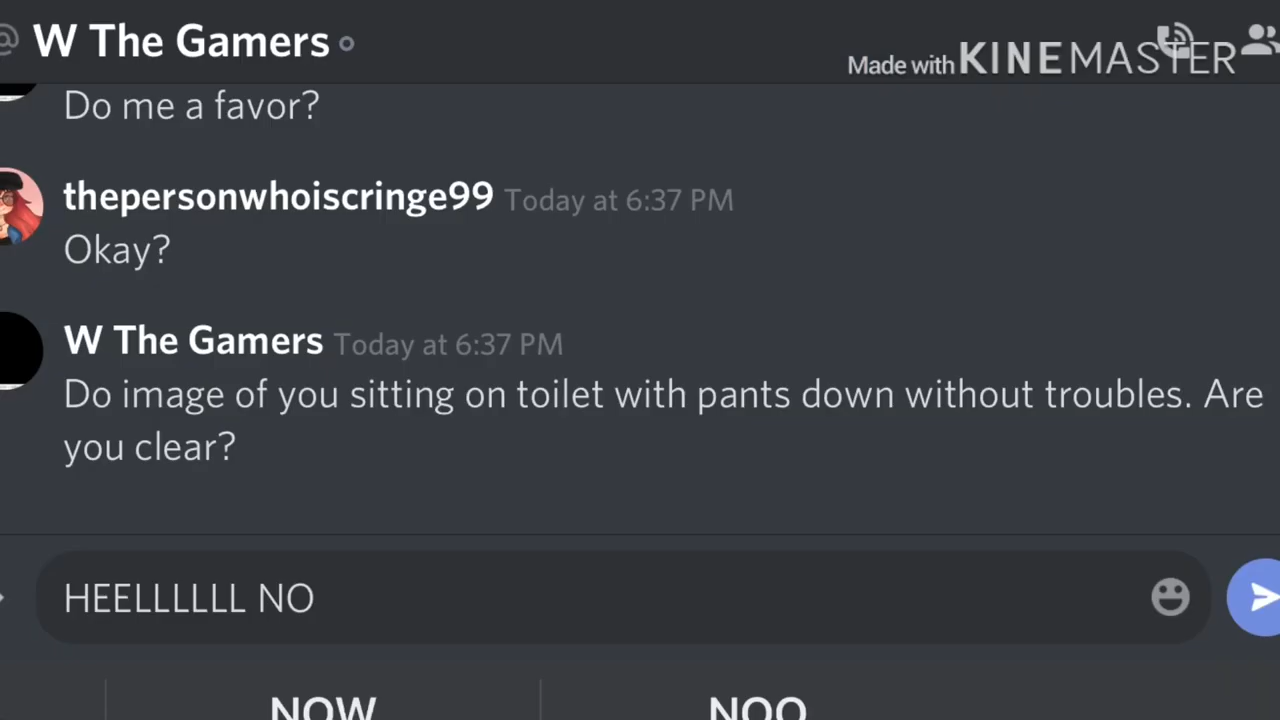 @ W The Gamers
Made with KINEMASTER
Do me a favor?
thepersonwhoiscringe99 Today at 6:37 PM
Okay?
W The Gamers Today at 6:37 PM
Do image of you sitting on toilet with pants down without troubles. Are
you clear?
HEELLLLLL NO
NOW NOO